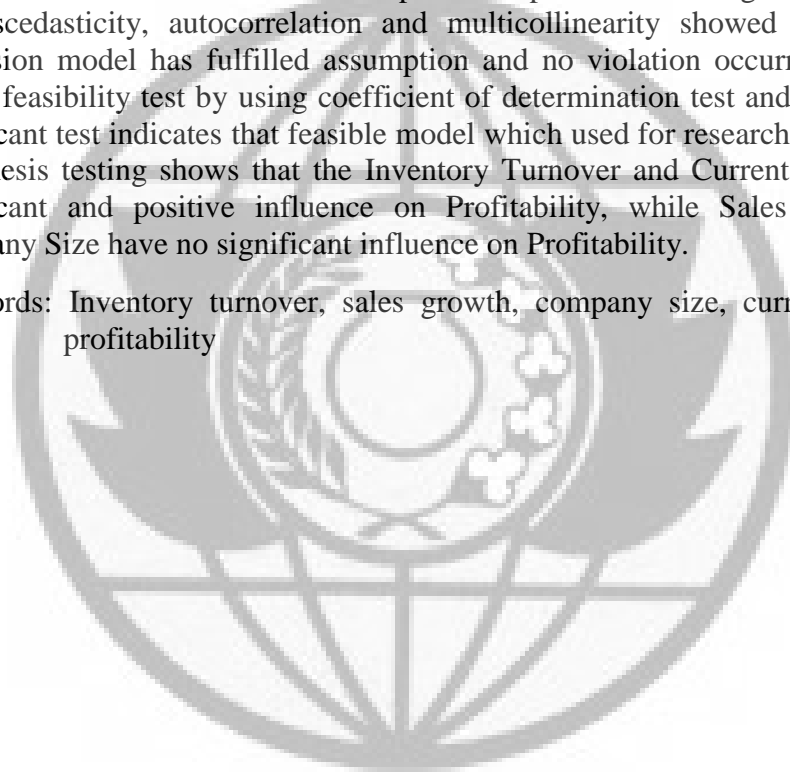 scedasticity, autocorrelation and multicollinearity showed
sion model has fulfilled assumption and no violation occurr
feasibility test by using coefficient of determination test and
cant test indicates that feasible model which used for research
esis testing shows that the Inventory Turnover and Current
cant and positive influence on Profitability, while Sales
any Size have no significant influence on Profitability.
rds: Inventory turnover, sales growth, company size, curr
profitability